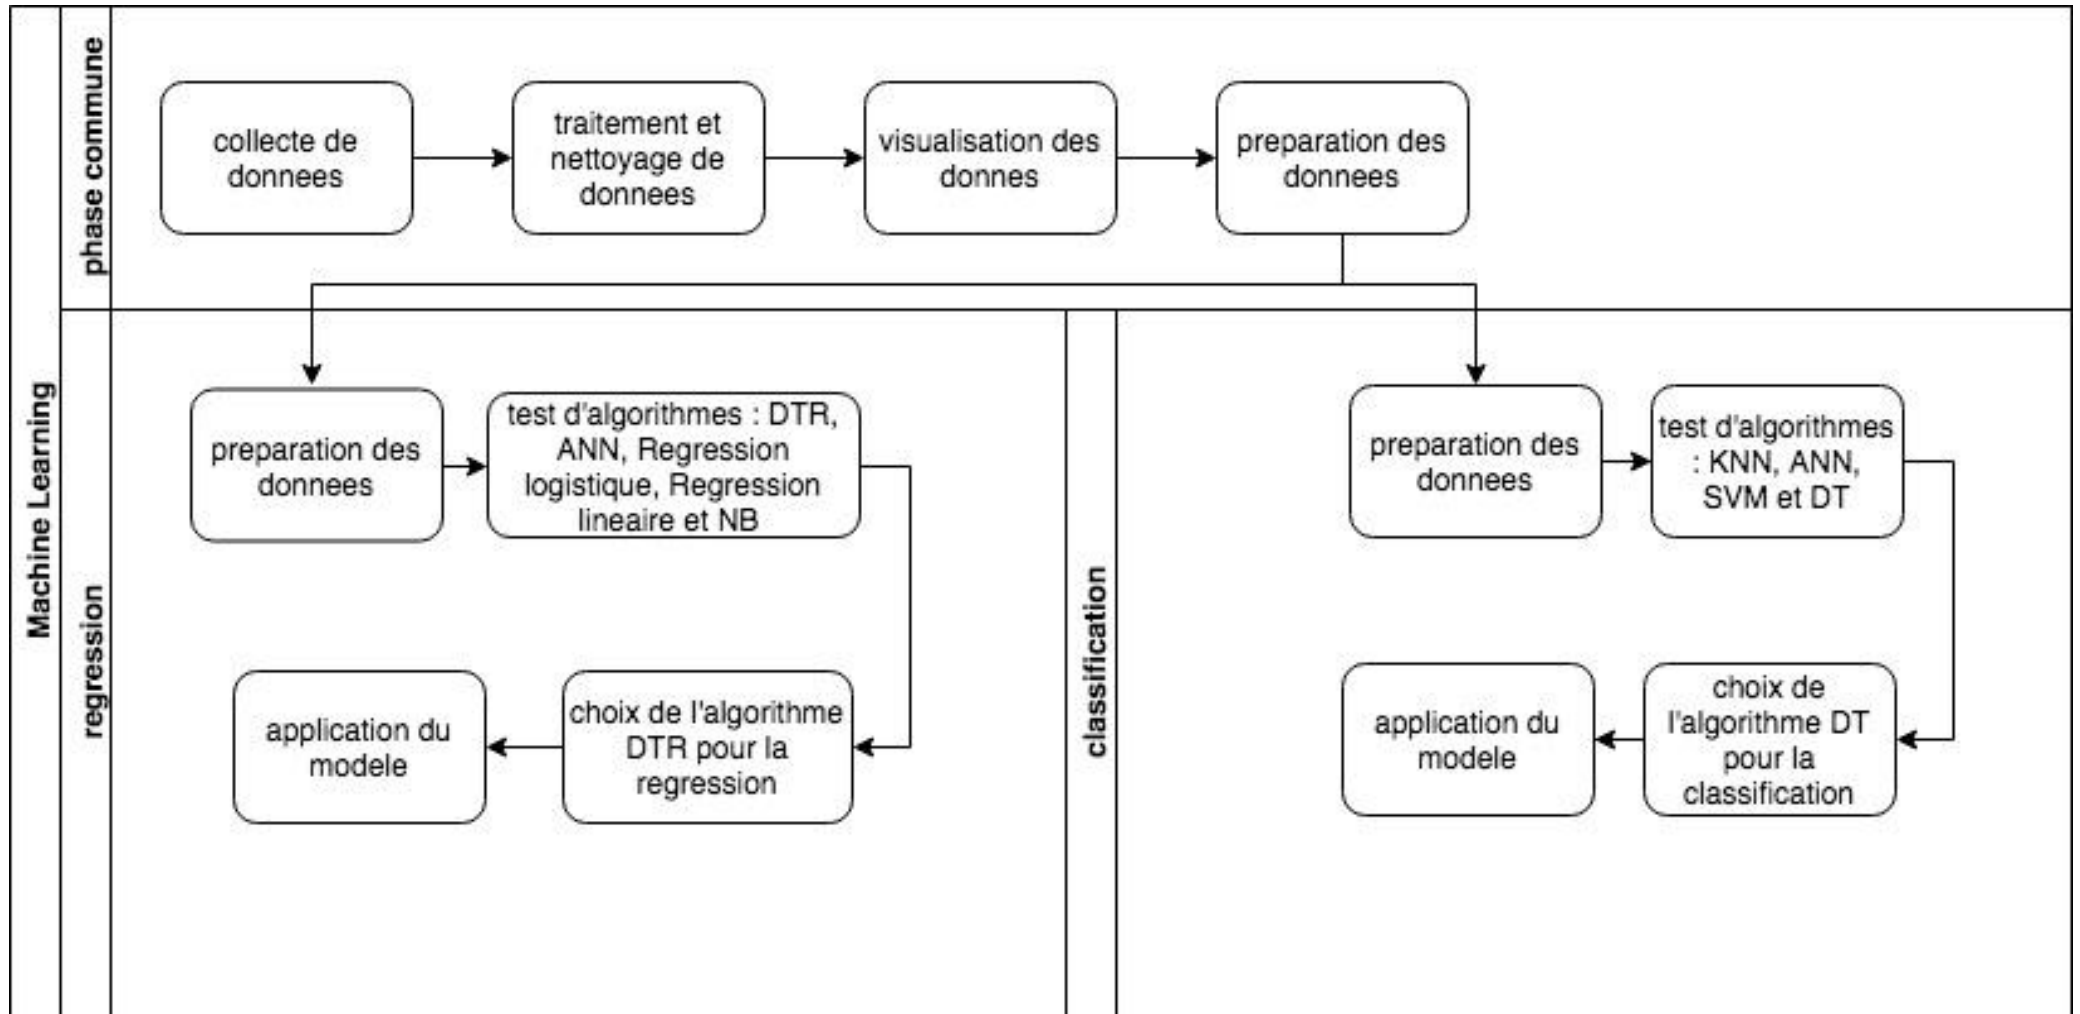 Machine Learning
phase commune
collecte de
donnees
traitement et
nettoyage de
donnees
visualisation des
donnes
preparation des
donnees
regression
preparation des
donnees
test d'algorithmes : DTR,
ANN, Regression
logistique, Regression
lineaire et NB
choix de l'algorithme
DTR pour la
regression
application du
modele
classification
preparation des
donnees
test d'algorithmes
: KNN, ANN,
SVM et DT
choix de
l'algorithme DT
pour la
classification
application du
modele